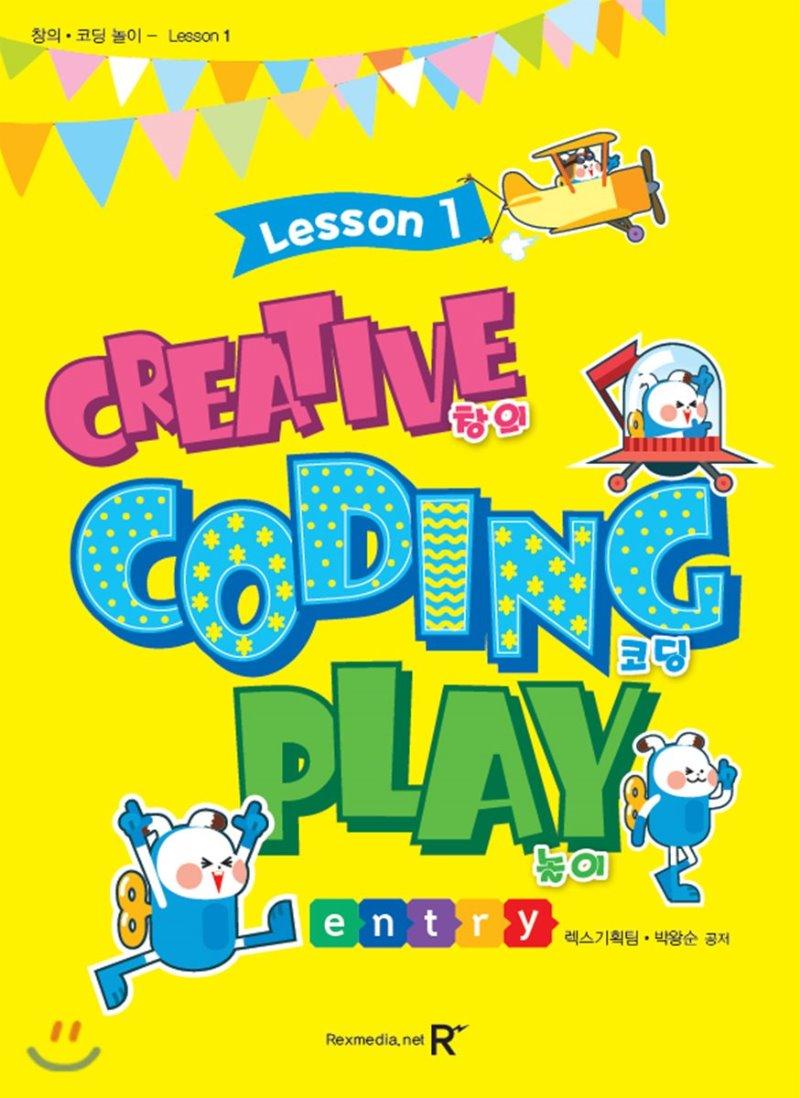 창의 • 코딩 놀이 – Lesson 1
Lesson 1
CREATIVE
창의
CODING
코딩
PLAY
놀이
entry
렉스기획팀 • 박왕순 공저
Rexmedia.net R